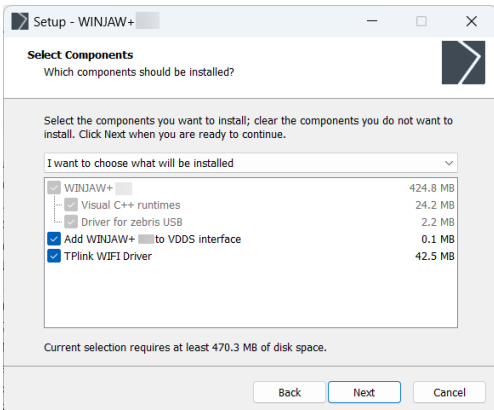 Setup - WINJAW+
Select Components
Which components should be installed?
Select the components you want to install; clear the components you do not want to
install. Click Next when you are ready to continue.
I want to choose what will be installed
WINJAW+ 424.8 MB
Visual C++ runtimes 24.2 MB
Driver for zebris USB 2.2 MB
Add WINJAW+ to VDDS interface 0.1 MB
TPlink WIFI Driver 42.5 MB
Current selection requires at least 470.3 MB of disk space.
Back Next Cancel